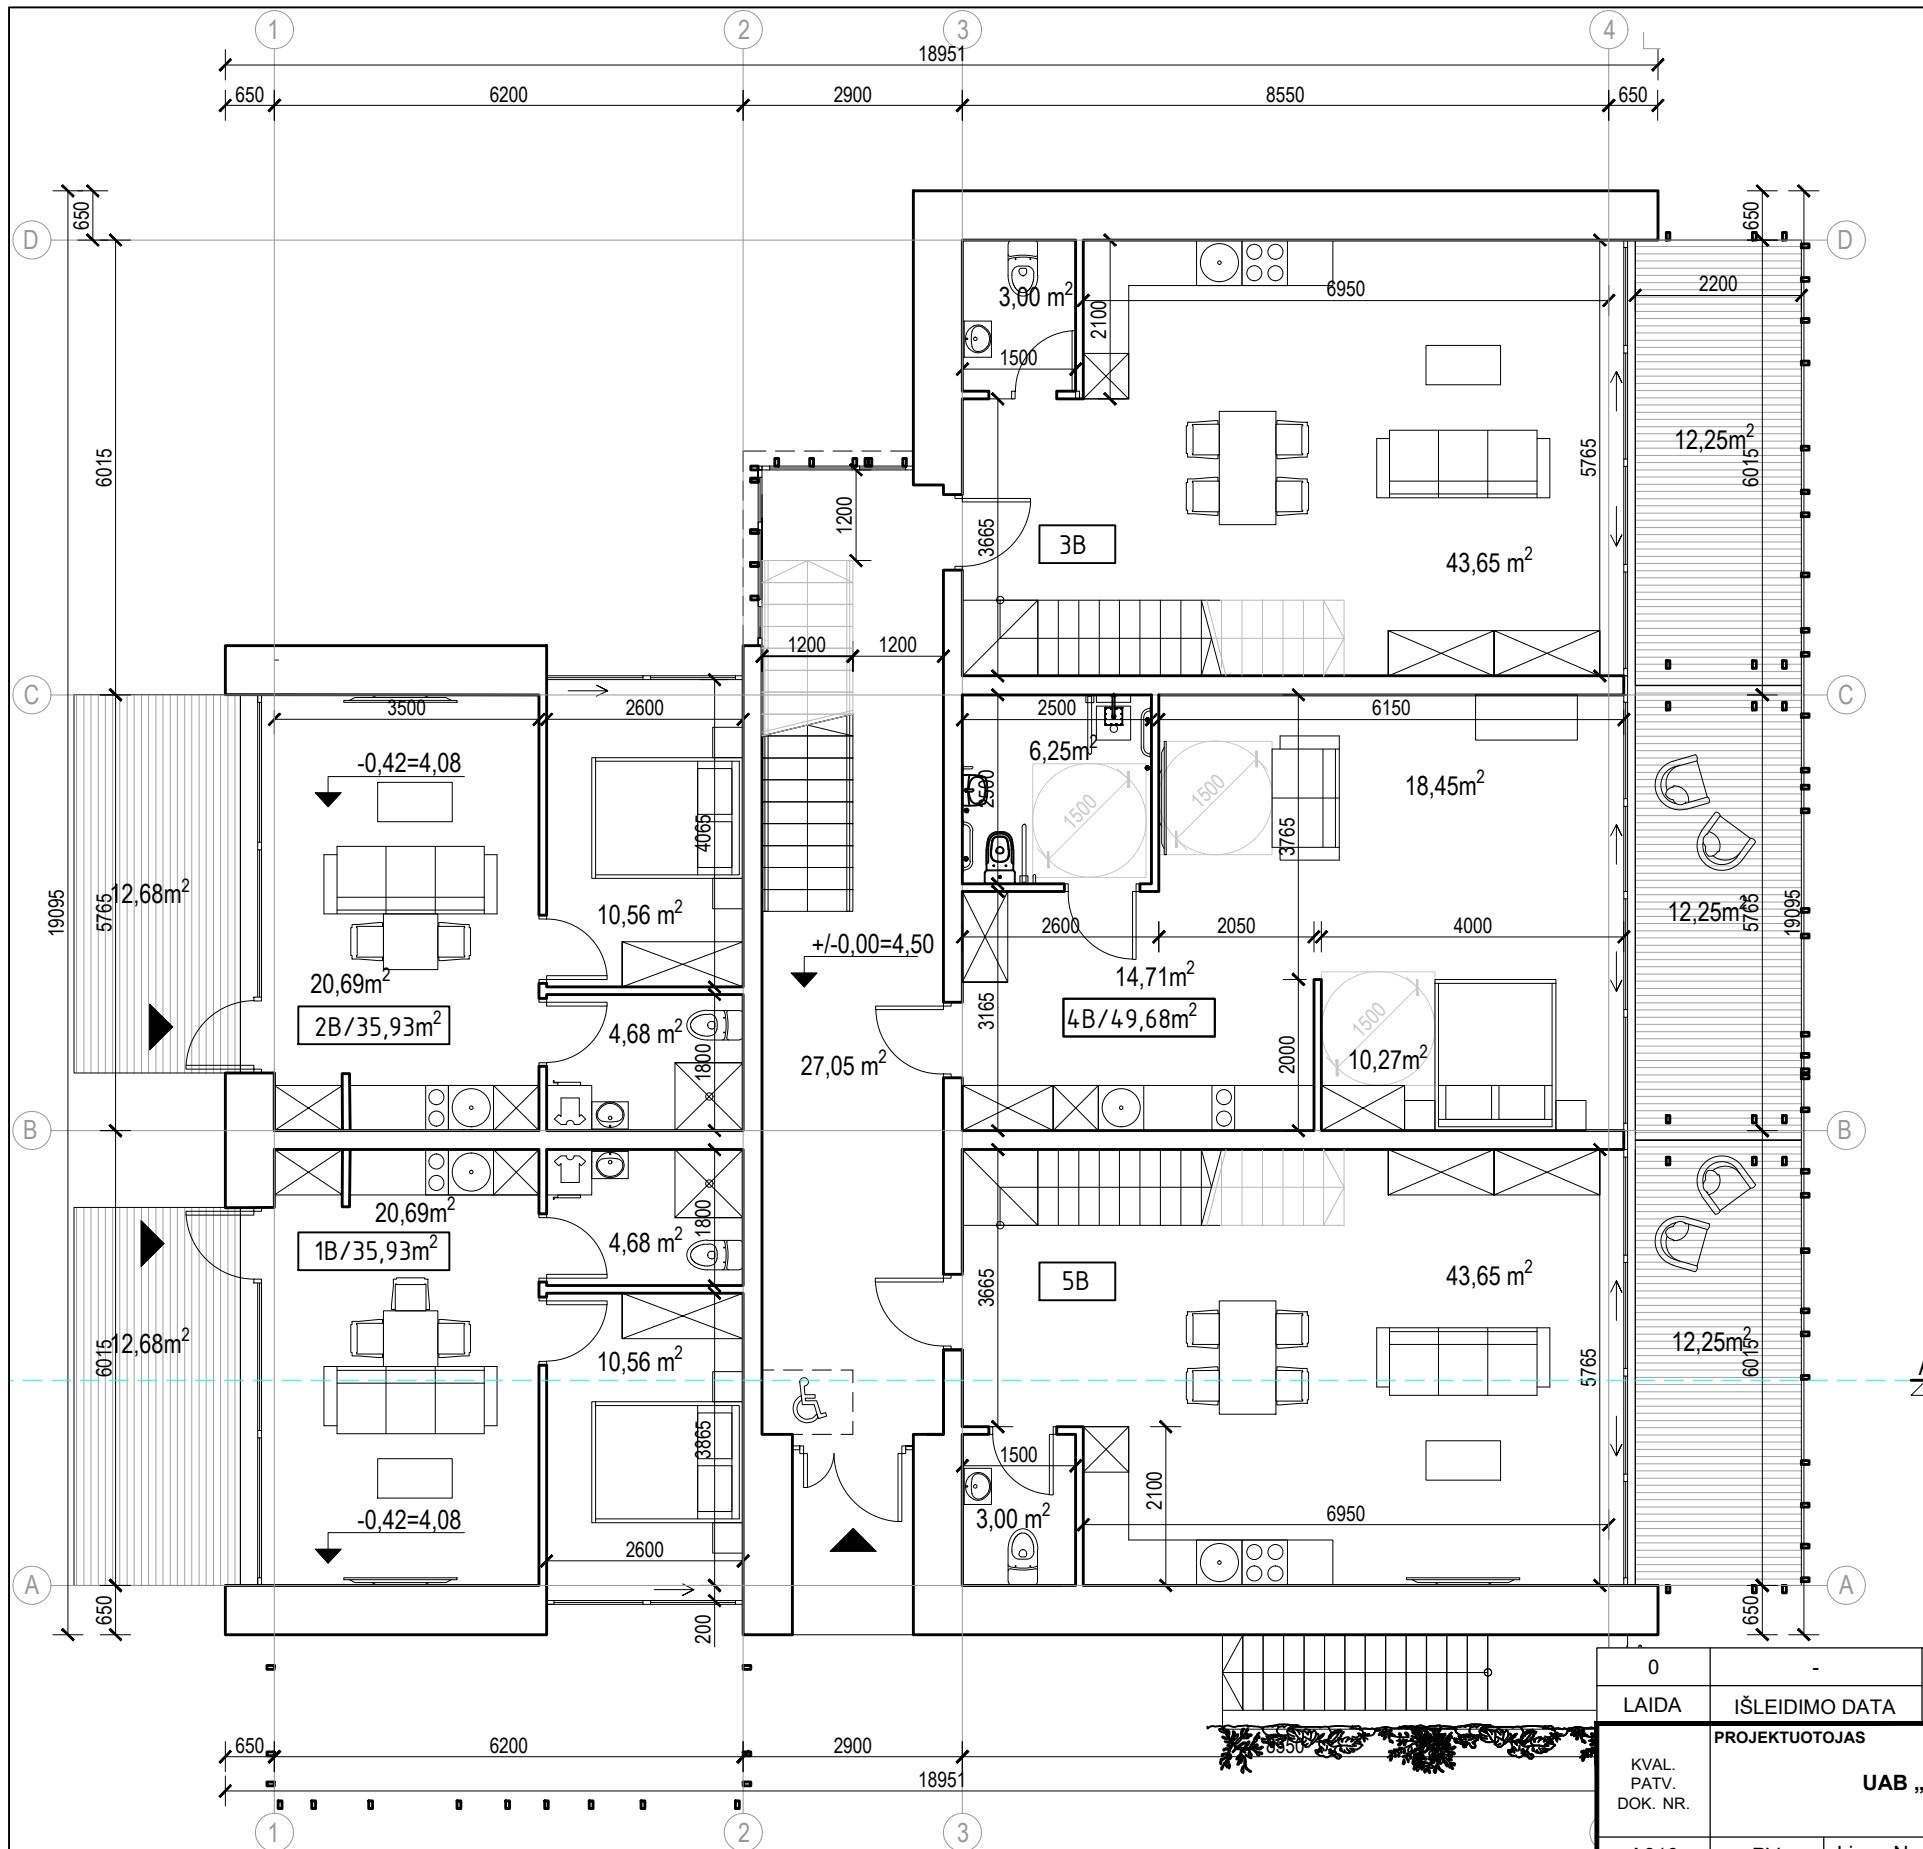 1 2 3 4
18951
650 6200 2900 8550 650
650 650
D D
3,00 m²
6950 2200
2100
1500
12,25m²
6015 5765 6015
1200
3665
3B
43,65 m²
1200 1200
C C
3500 2600 2500 6150
6,25m²
-0,42=4,08
18,45m²
2500
1500 1500
4065 3765
12,68m²
19095 5765
10,56 m²
12,25m²
5765 19095
2600 2050 4000
+/-0,00=4,50
20,69m²
14,71m²
2B/35,93m²
4B/49,68m²
3165
1500
4,68 m²
1800
27,05 m²
2000
10,27m²
B B
20,69m²
1800
1B/35,93m²
4,68 m²
3665
5B
43,65 m²
12,68m²
6015
10,56 m²
12,25m²
6015
5765
3865
1500
2100
3,00 m²
6950
-0,42=4,08
2600
A A
650 200 650
0 -
LAIDA IŠLEIDIMO DATA
PROJEKTUOTOJAS
650 6200 2900 8950
KVAL.
PATV.
DOK. NR.
UAB „
18951
1 2 3